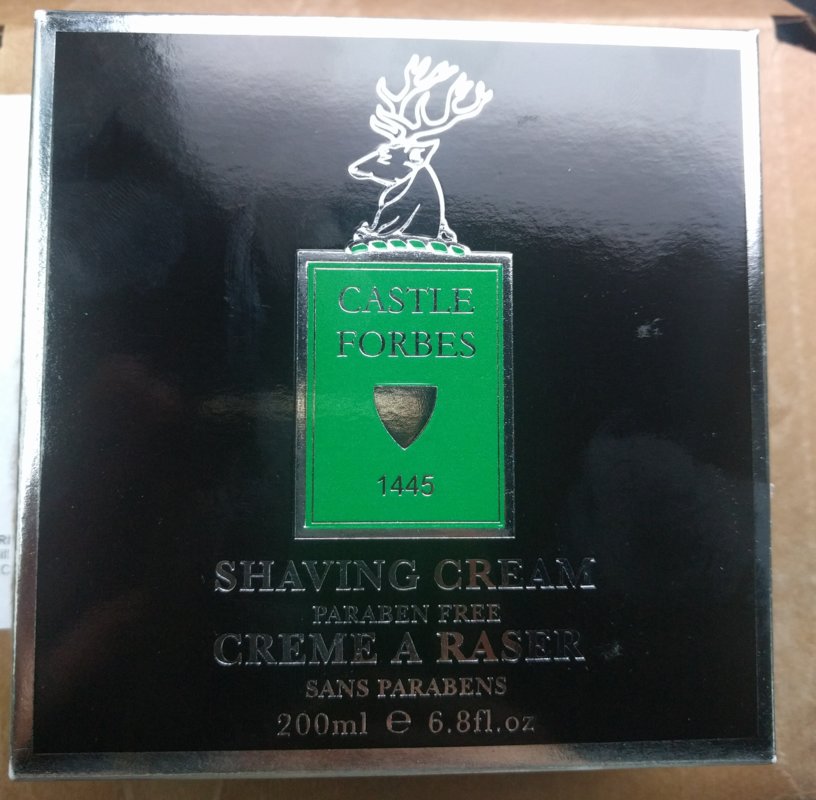 CASTLE
FORBES
1445
SHAVING CREAM
PARABEN FREE
CREME A RASER
SANS PARABENS
200ml ℮ 6.8fl.oz